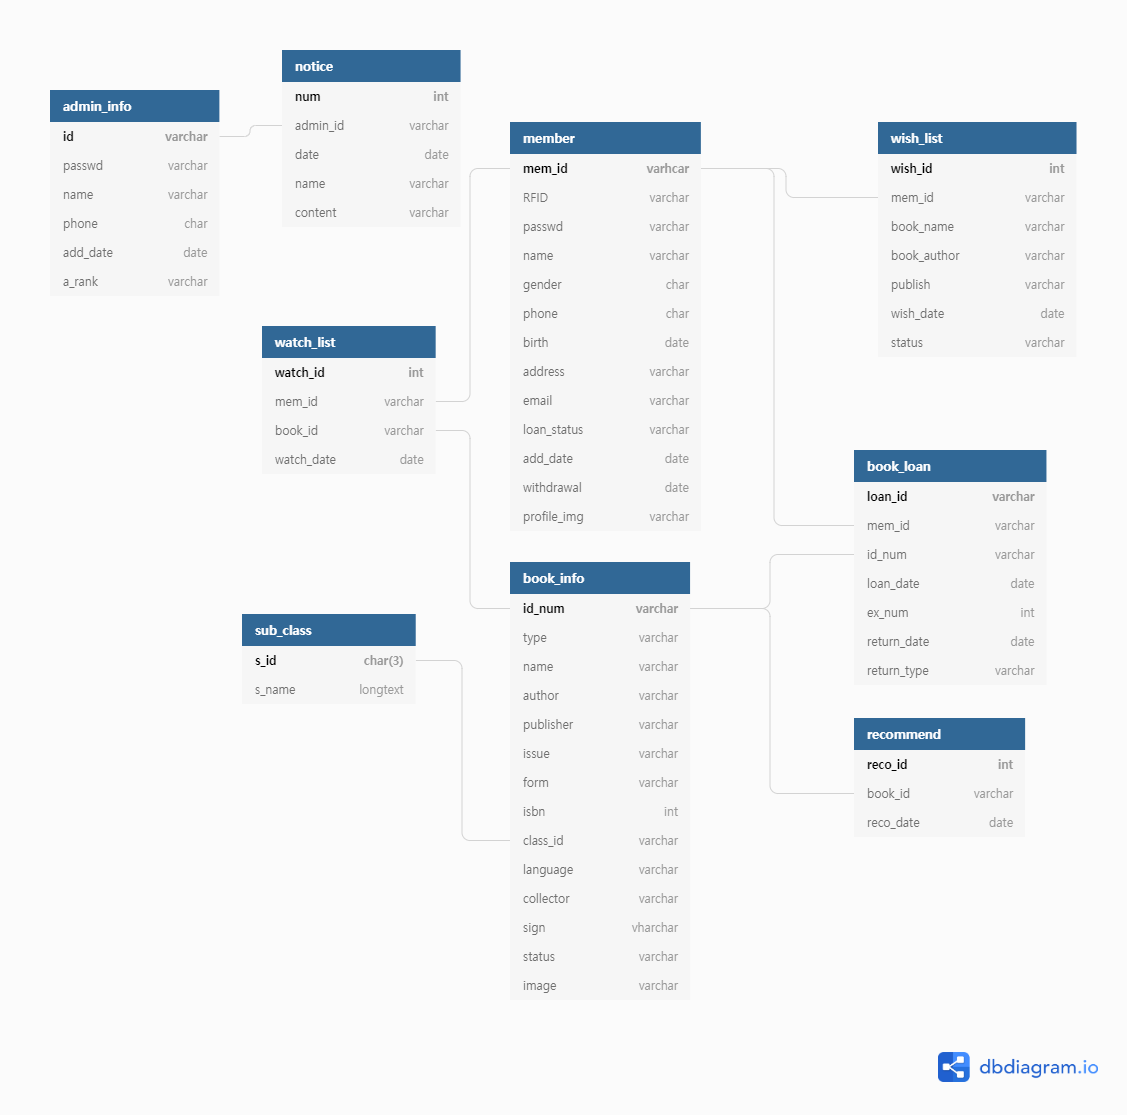 notice
num int
admin_id varchar
date date
name varchar
content varchar
admin_info
id varchar
passwd varchar
name varchar
phone char
add_date date
a_rank varchar
member
mem_id varhcar
RFID varchar
passwd varchar
name varchar
gender char
phone char
birth date
address varchar
email varchar
loan_status varchar
add_date date
withdrawal date
profile_img varchar
wish_list
wish_id int
mem_id varchar
book_name varchar
book_author varchar
publish varchar
wish_date date
status varchar
watch_list
watch_id int
mem_id varchar
book_id varchar
watch_date date
book_loan
loan_id varchar
mem_id varchar
id_num varchar
loan_date date
ex_num int
return_date date
return_type varchar
book_info
id_num varchar
type varchar
name varchar
author varchar
publisher varchar
issue varchar
form varchar
isbn int
class_id varchar
language varchar
collector varchar
sign vharchar
status varchar
image varchar
sub_class
s_id char(3)
s_name longtext
recommend
reco_id int
book_id varchar
reco_date date
dbdiagram.io